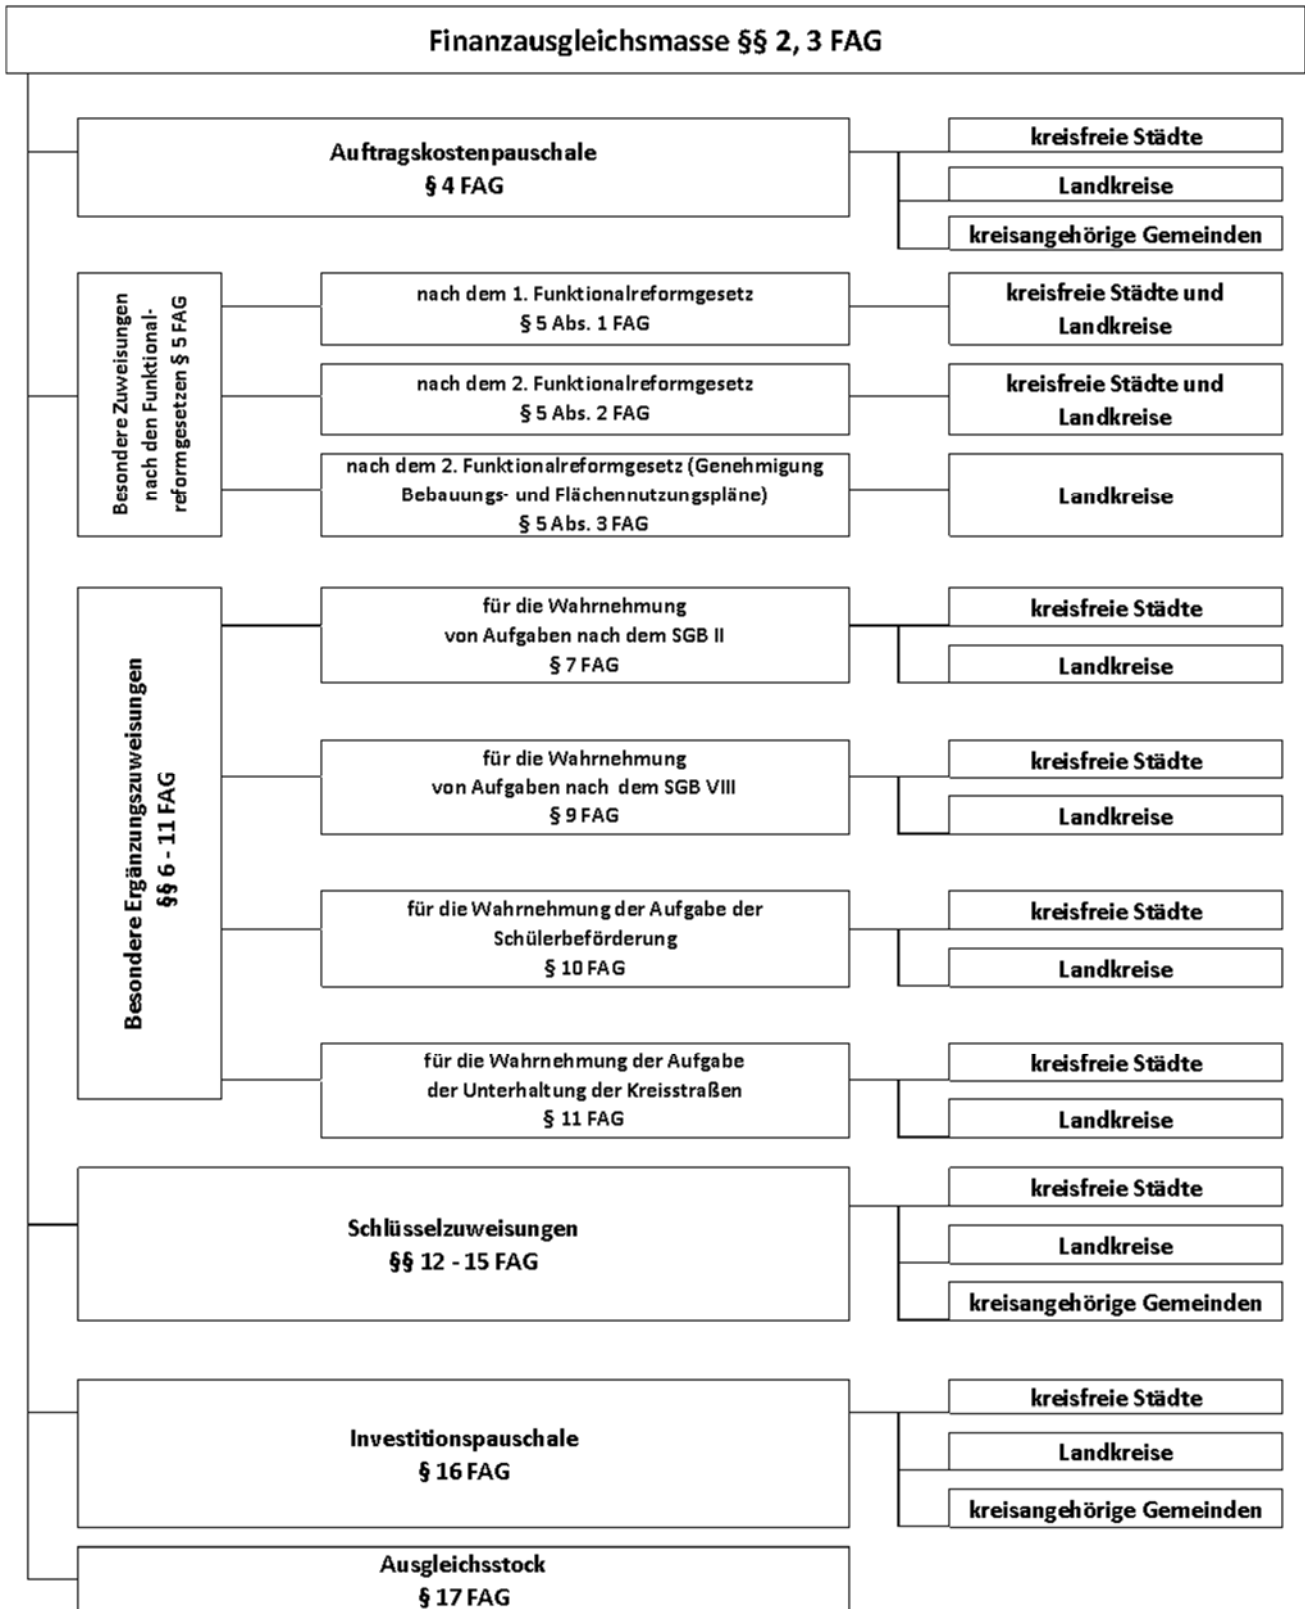 Finanzausgleichsmasse §§ 2, 3 FAG
Auftragskostenpauschale
§ 4 FAG
kreisfreie Städte
Landkreise
kreisangehörige Gemeinden
Besondere Zuweisungen
nach den Funktional-
reformgesetzen § 5 FAG
nach dem 1. Funktionalreformgesetz
§ 5 Abs. 1 FAG
kreisfreie Städte und
Landkreise
nach dem 2. Funktionalreformgesetz
§ 5 Abs. 2 FAG
kreisfreie Städte und
Landkreise
nach dem 2. Funktionalreformgesetz (Genehmigung
Bebauungs- und Flächennutzungspläne)
§ 5 Abs. 3 FAG
Landkreise
Besondere Ergänzungszuweisungen
§§ 6 - 11 FAG
für die Wahrnehmung
von Aufgaben nach dem SGB II
§ 7 FAG
kreisfreie Städte
Landkreise
für die Wahrnehmung
von Aufgaben nach dem SGB VIII
§ 9 FAG
kreisfreie Städte
Landkreise
für die Wahrnehmung der Aufgabe der
Schülerbeförderung
§ 10 FAG
kreisfreie Städte
Landkreise
für die Wahrnehmung der Aufgabe
der Unterhaltung der Kreisstraßen
§ 11 FAG
kreisfreie Städte
Landkreise
Schlüsselzuweisungen
§§ 12 - 15 FAG
kreisfreie Städte
Landkreise
kreisangehörige Gemeinden
Investitionspauschale
§ 16 FAG
kreisfreie Städte
Landkreise
kreisangehörige Gemeinden
Ausgleichsstock
§ 17 FAG